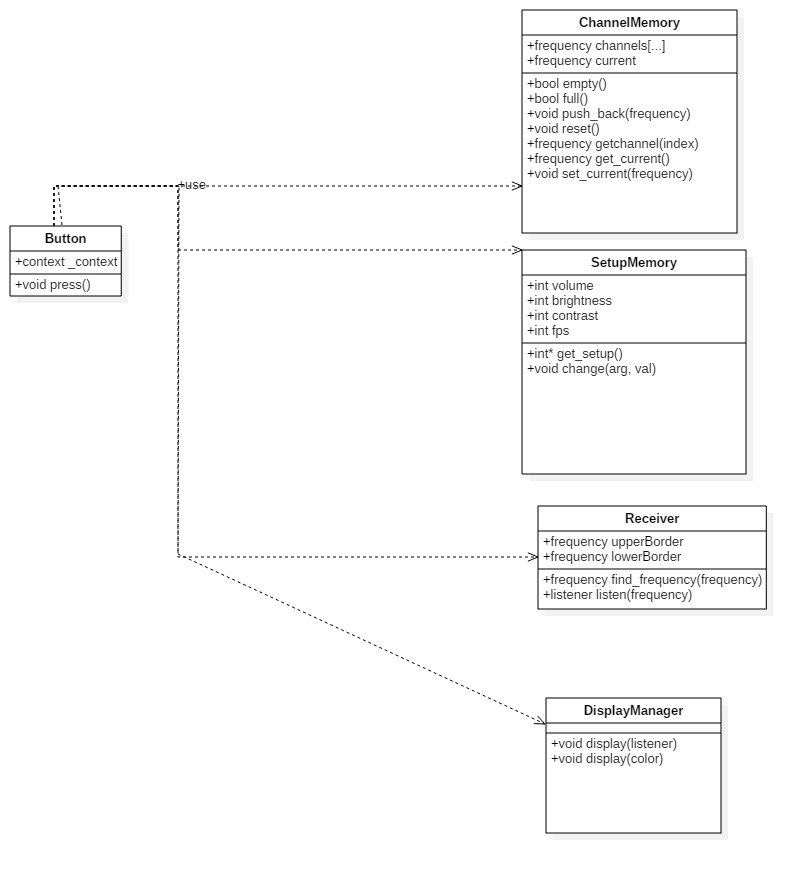 ChannelMemory
+frequency channels[...]
+frequency current
+bool empty()
+bool full()
+void push_back(frequency)
+void reset()
+frequency getchannel(index)
+frequency get_current()
+void set_current(frequency)
+use
Button
+context _context
+void press()
SetupMemory
+int volume
+int brightness
+int contrast
+int fps
+int* get_setup()
+void change(arg, val)
Receiver
+frequency upperBorder
+frequency lowerBorder
+frequency find_frequency(frequency)
+listener listen(frequency)
DisplayManager
+void display(listener)
+void display(color)